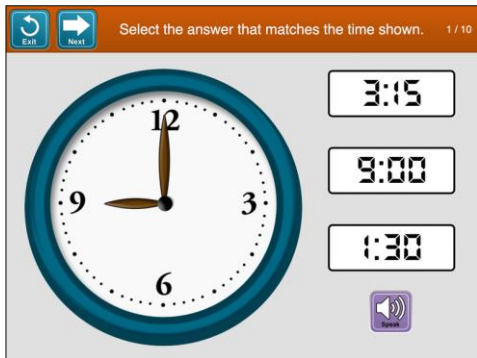 Exit
Next
Select the answer that matches the time shown.
1 / 10
12
9
3
6
3:15
9:00
1:30
Speak